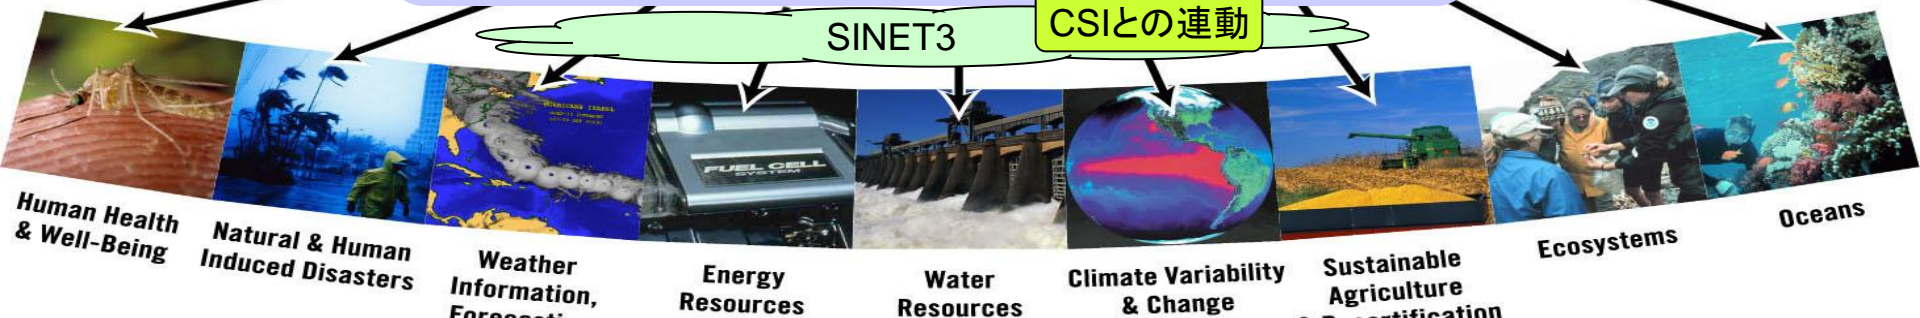 SINET3
CSIとの連動
FUEL CELL
SYSTEM
Human Health
& Well-Being
Natural & Human
Induced Disasters
Weather
Information,
Energy
Resources
Water
Resources
Climate Variability
& Change
Sustainable
Agriculture
Ecosystems
Oceans